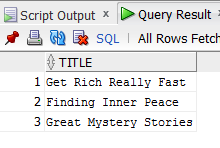 Script Output x Query Result x
SQL | All Rows Fetch
TITLE
1 Get Rich Really Fast
2 Finding Inner Peace
3 Great Mystery Stories